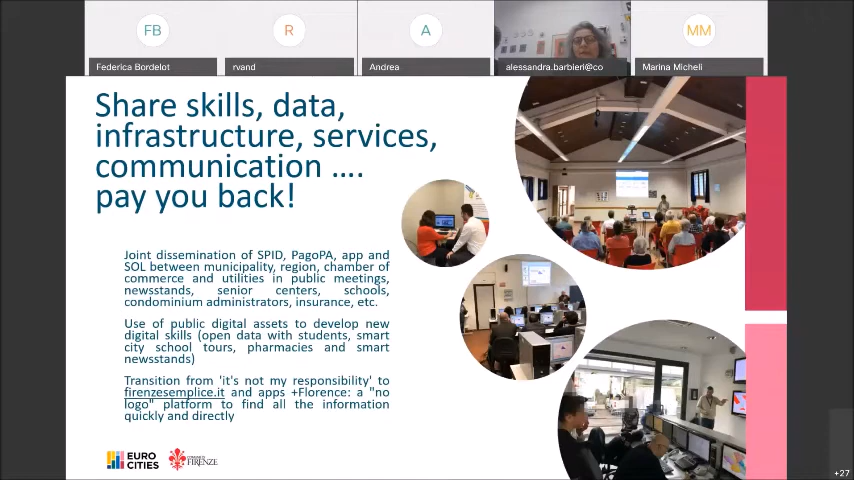 FB
R
A
MM
Federica Bordelot
rvand
Andrea
alessandra.barbieri@co
Marina Micheli
Share skills, data,
infrastructure, services,
communication ....
pay you back!
Joint dissemination of SPID, PagoPA, app and
SOL between municipality, region, chamber of
commerce and utilities in public meetings,
newsstands, senior centers, schools,
condominium administrators, insurance, etc.
Use of public digital assets to develop new
digital skills (open data with students, smart
city school tours, pharmacies and smart
newsstands)
Transition from 'it's not my responsibility' to
firenzesemplice.it and apps +Florence: a "no
logo" platform to find all the information
quickly and directly
EURO
CITIES
FIRENZE
+27